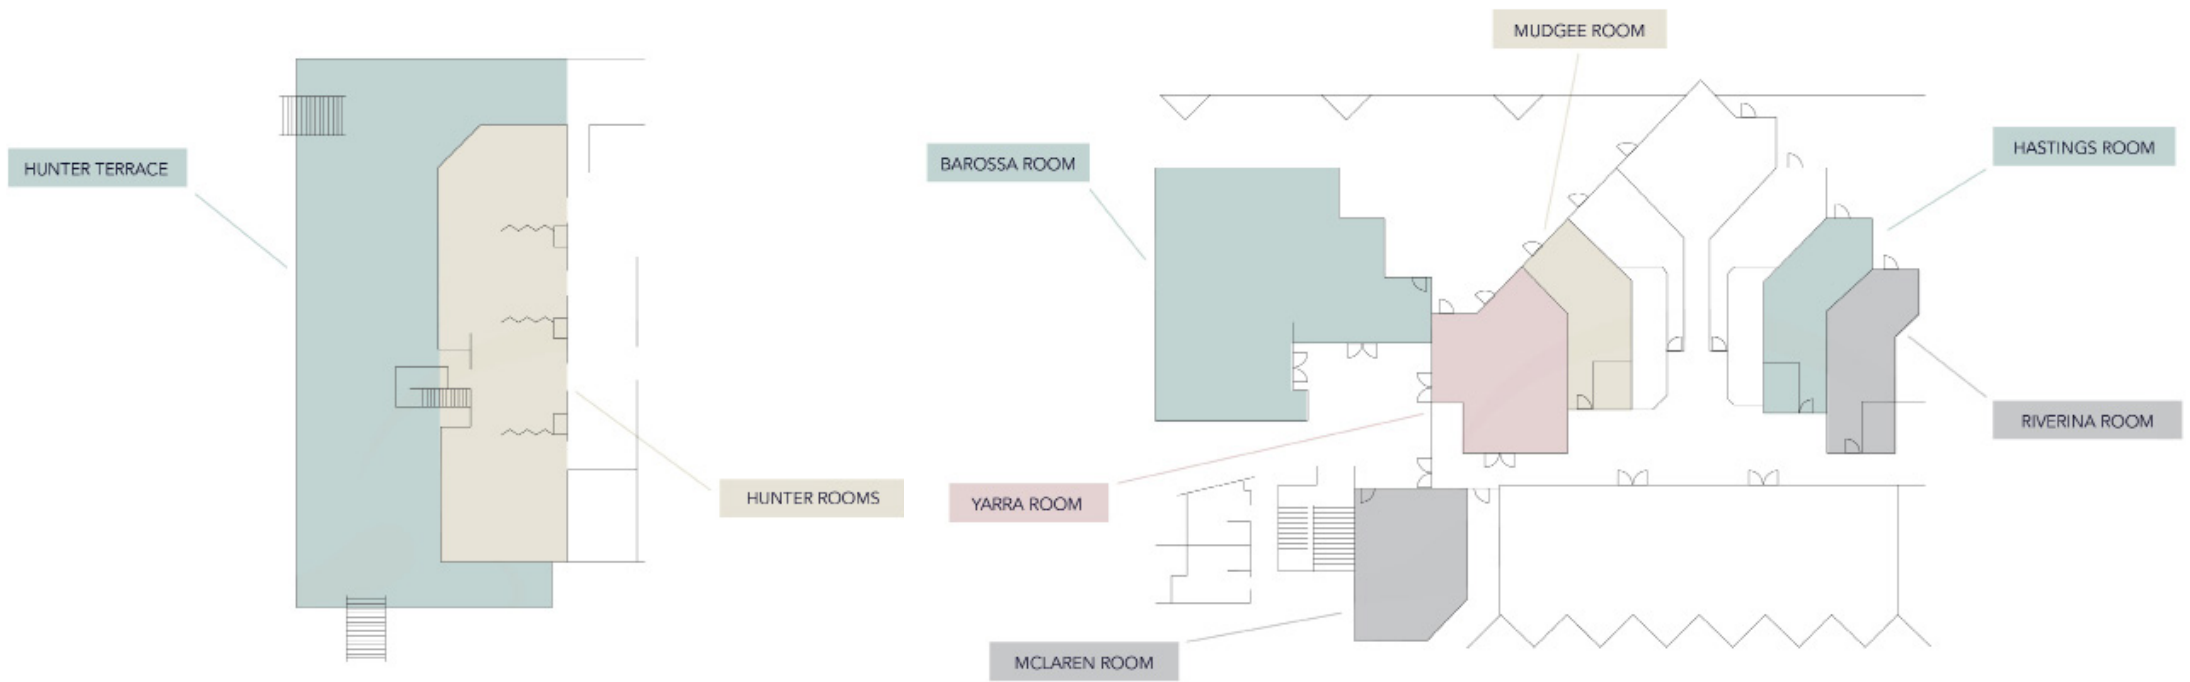 MUDGEE ROOM
HUNTER TERRACE
BAROSSA ROOM
HASTINGS ROOM
HUNTER ROOMS
YARRA ROOM
RIVERINA ROOM
MCLAREN ROOM